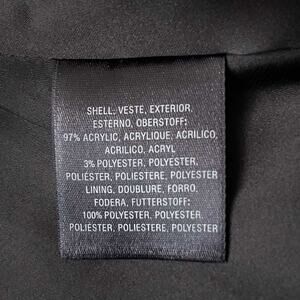 SHELL, VESTE, EXTERIOR,
ESTERNO, OBERSTOFF:
97% ACRYLIC, ACRYLIQUE, ACRILICO,
ACRILICO, ACRYL
3% POLYESTER, POLYESTER,
POLIÉSTER, POLIESTERE, POLYESTER
LINING, DOUBLURE, FORRO,
FODERA, FUTTERSTOFF:
100% POLYESTER, POLYESTER,
POLIÉSTER, POLIESTERE, POLYESTER